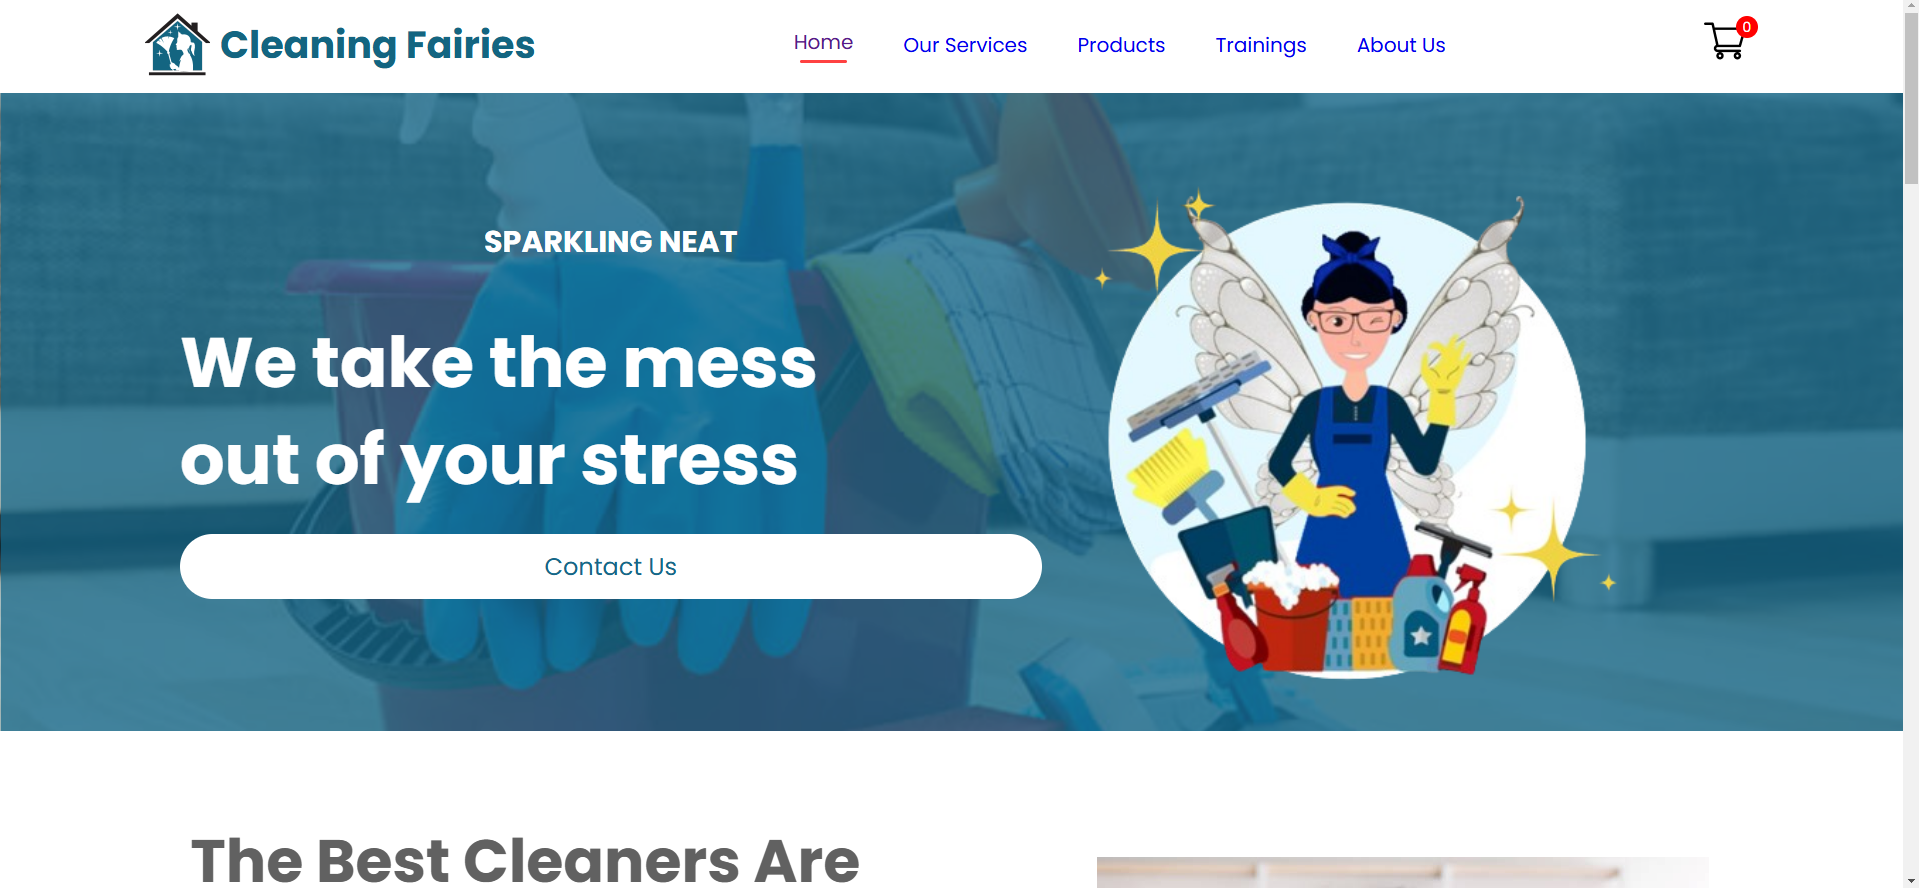 Cleaning Fairies
Home
Our Services
Products
Trainings
About Us
0
SPARKLING NEAT
We take the mess
out of your stress
Contact Us
The Best Cleaners Are